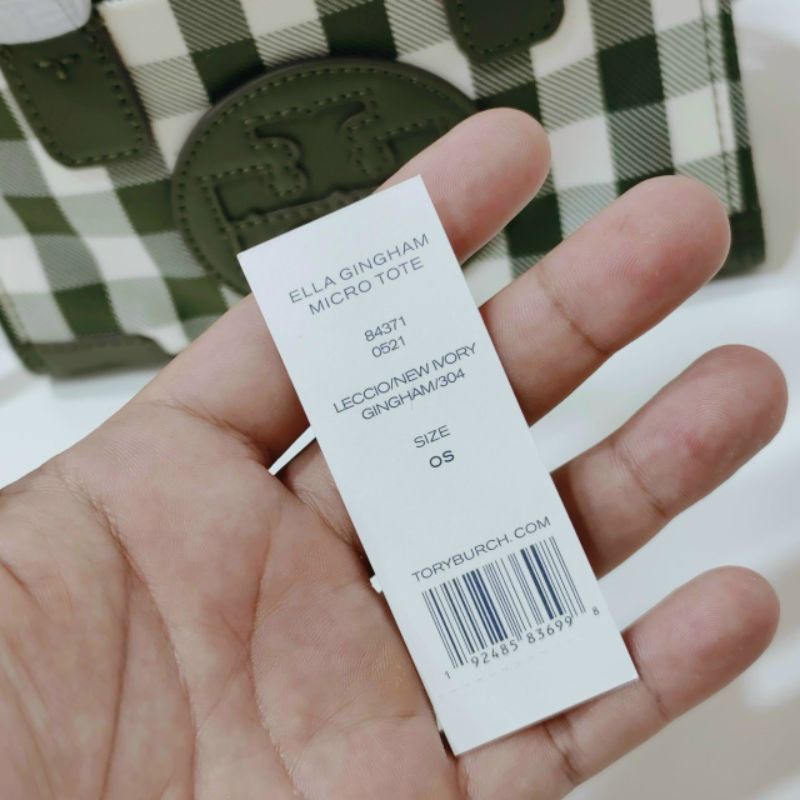 ELLA GINGHAM
MICRO TOTE
84371
0521
LECCIO/NEW IVORY
GINGHAM/304
SIZE
OS
TORYBURCH.COM
1 92485 83699 8